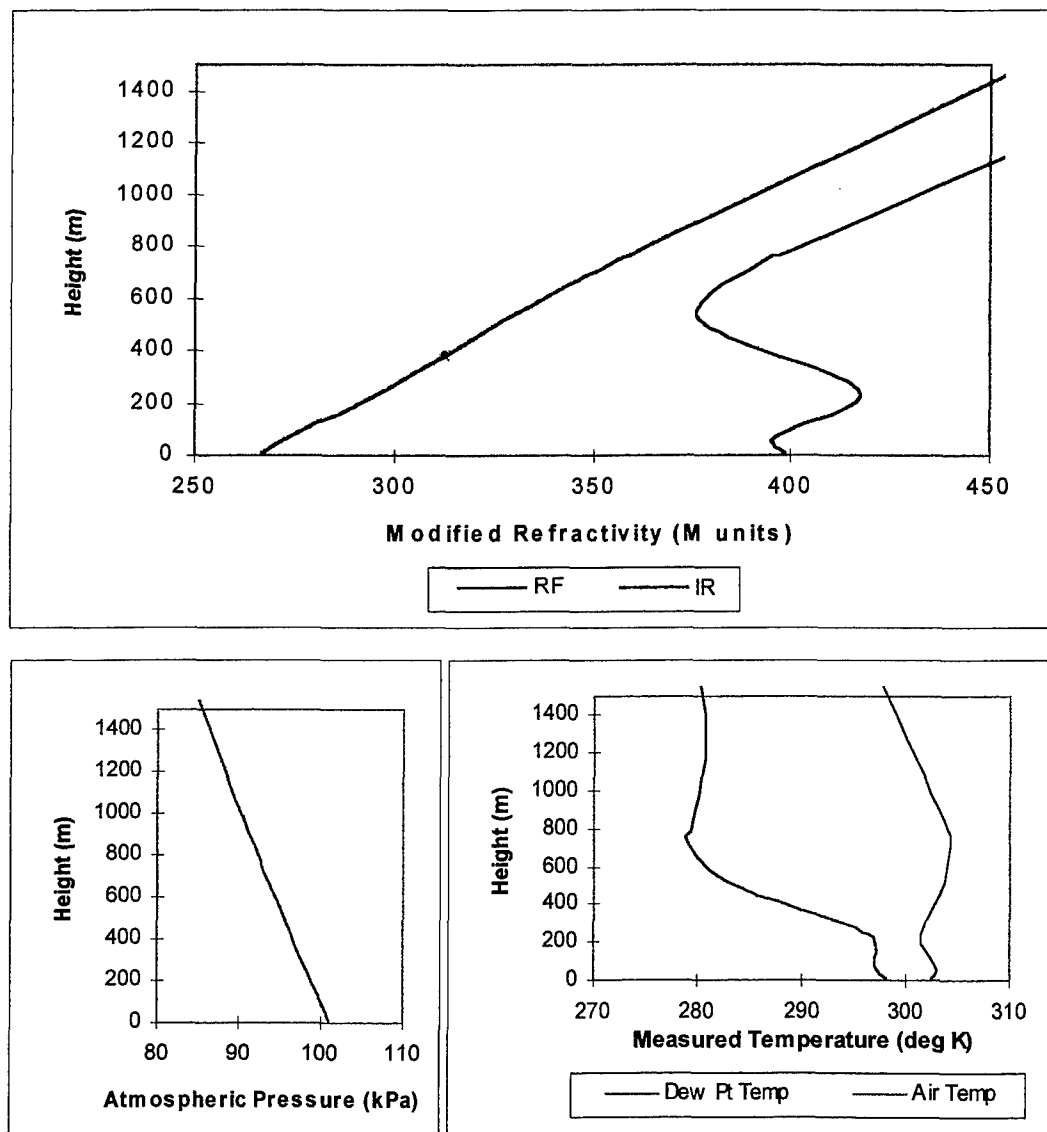 1400
1200
1000
800
600
400
200
0
Height (m)
250 300 350 400 450
Modified Refractivity (M units)
RF IR
1400
1200
1000
800
600
400
200
0
Height (m)
80 90 100 110
Atmospheric Pressure (kPa)
1400
1200
1000
800
600
400
200
0
Height (m)
270 280 290 300 310
Measured Temperature (deg K)
Dew Pt Temp Air Temp